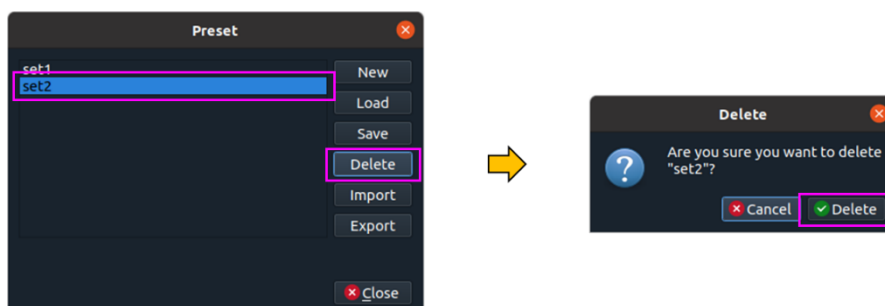 Preset
set1
set2
New
Load
Save
Delete
Import
Export
Close
Delete
Are you sure you want to delete
"set2"?
Cancel
Delete